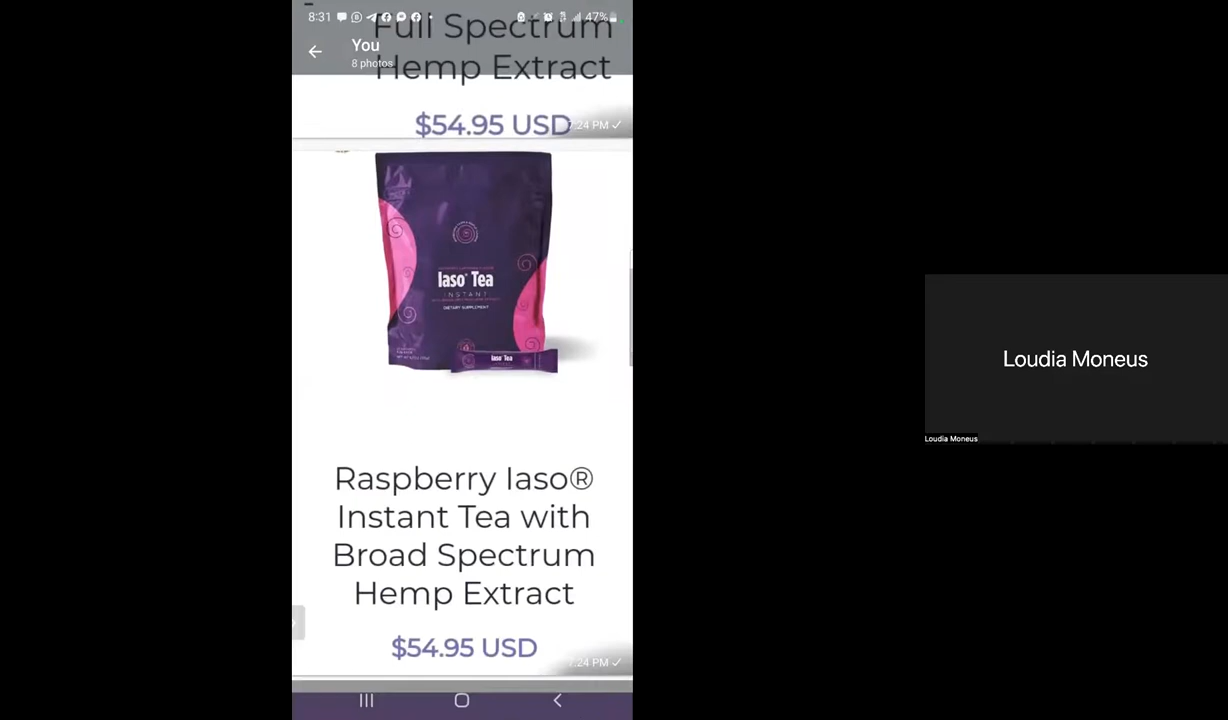 8:31
47%
You
8 photos
Full Spectrum
Hemp Extract
$54.95 USD
7:24 PM
Iaso® Tea
INSTANT
DIETARY SUPPLEMENT
Iaso® Tea
Raspberry Iaso®
Instant Tea with
Broad Spectrum
Hemp Extract
$54.95 USD
7:24 PM
Loudia Moneus
Loudia Moneus